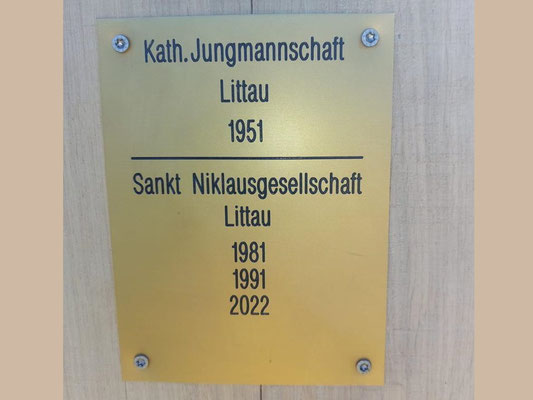 Kath. Jungmannschaft
Littau
1951
Sankt Niklausgesellschaft
Littau
1981
1991
2022